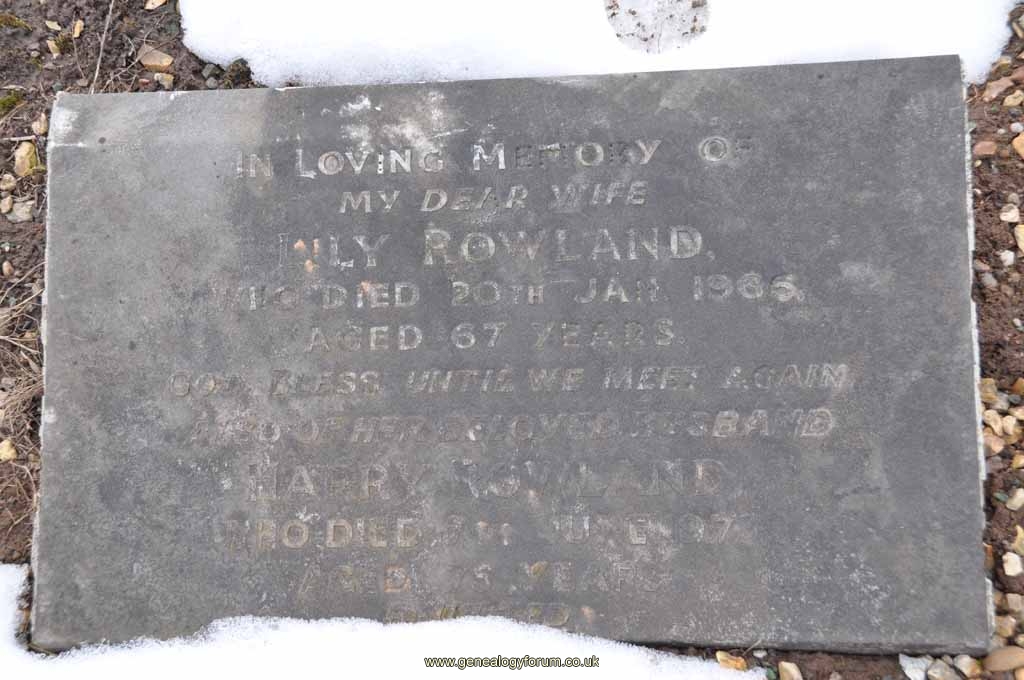 IN LOVING MEMORY OF
MY DEAR WIFE
ROWLAND.
WHO DIED 20TH JAN. 1966.
AGED 67 YEARS.
GOD BLESS UNTIL WE MEET AGAIN
ALSO OF HER BELOVED HUSBAND
HARRY ROWLAND
WHO DIED JUNE
AGED YEARS
www.genealogyforum.co.uk